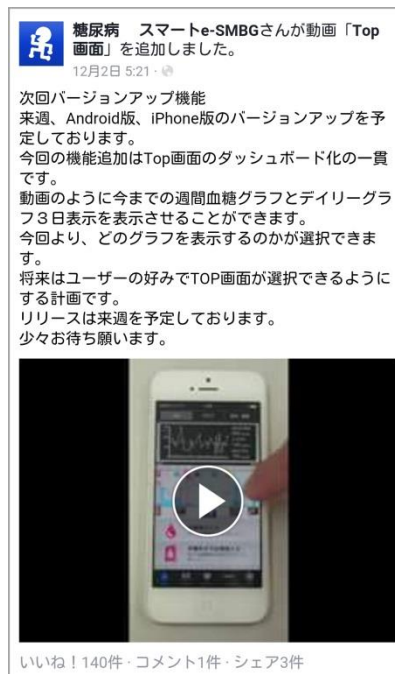 糖尿病　スマートe-SMBGさんが動画「Top
画面」を追加しました。
12月2日 5:21 ·
次回バージョンアップ機能
来週、Android版、iPhone版のバージョンアップを予
定しております。
今回の機能追加はTop画面のダッシュボード化の一貫
です。
動画のように今までの週間血糖グラフとデイリーグラ
フ３日表示を表示させることができます。
今回より、どのグラフを表示するのかが選択できま
す。
将来はユーザーの好みでTOP画面が選択できるように
する計画です。
リリースは来週を予定しております。
少々お待ち願います。
いいね！140件 · コメント1件 · シェア3件